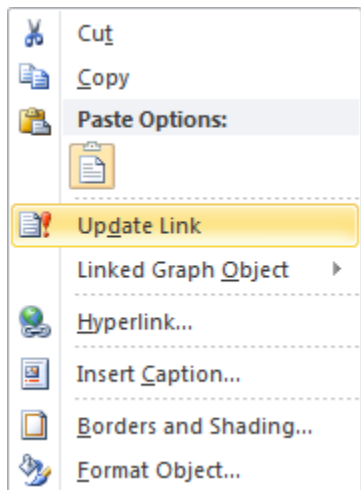 Cut
Copy
Paste Options:
Update Link
Linked Graph Object
Hyperlink...
Insert Caption...
Borders and Shading...
Format Object...